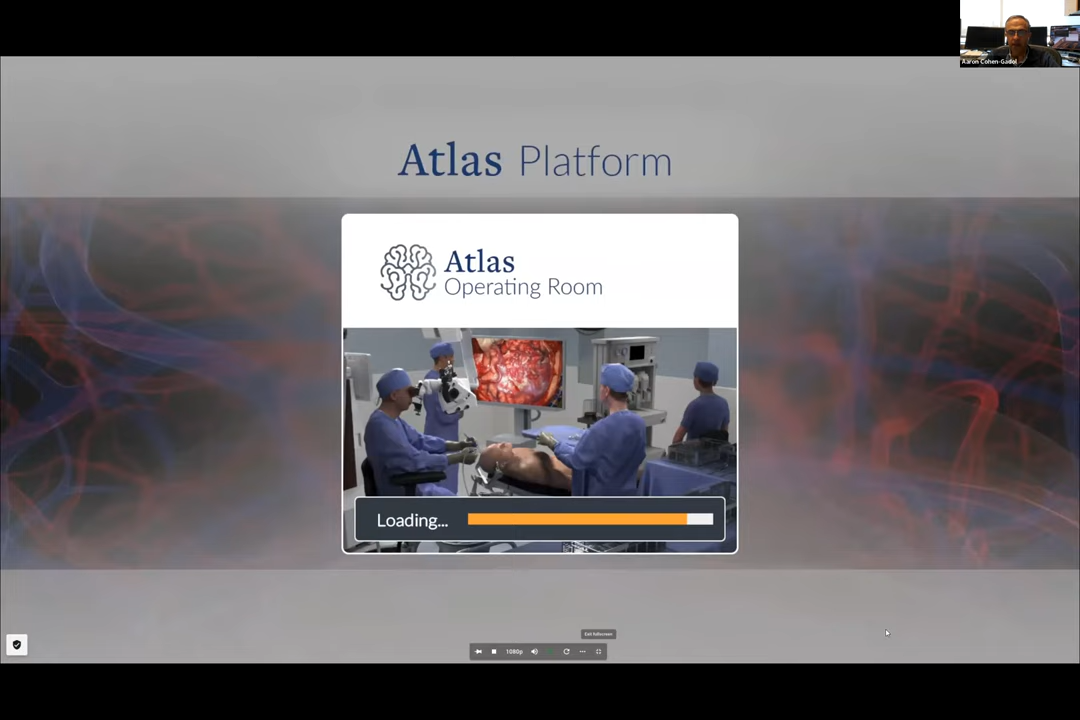 Aaron Cohen-Gadol
Atlas Platform
Atlas
Operating Room
Loading...
Exit fullscreen
1080p